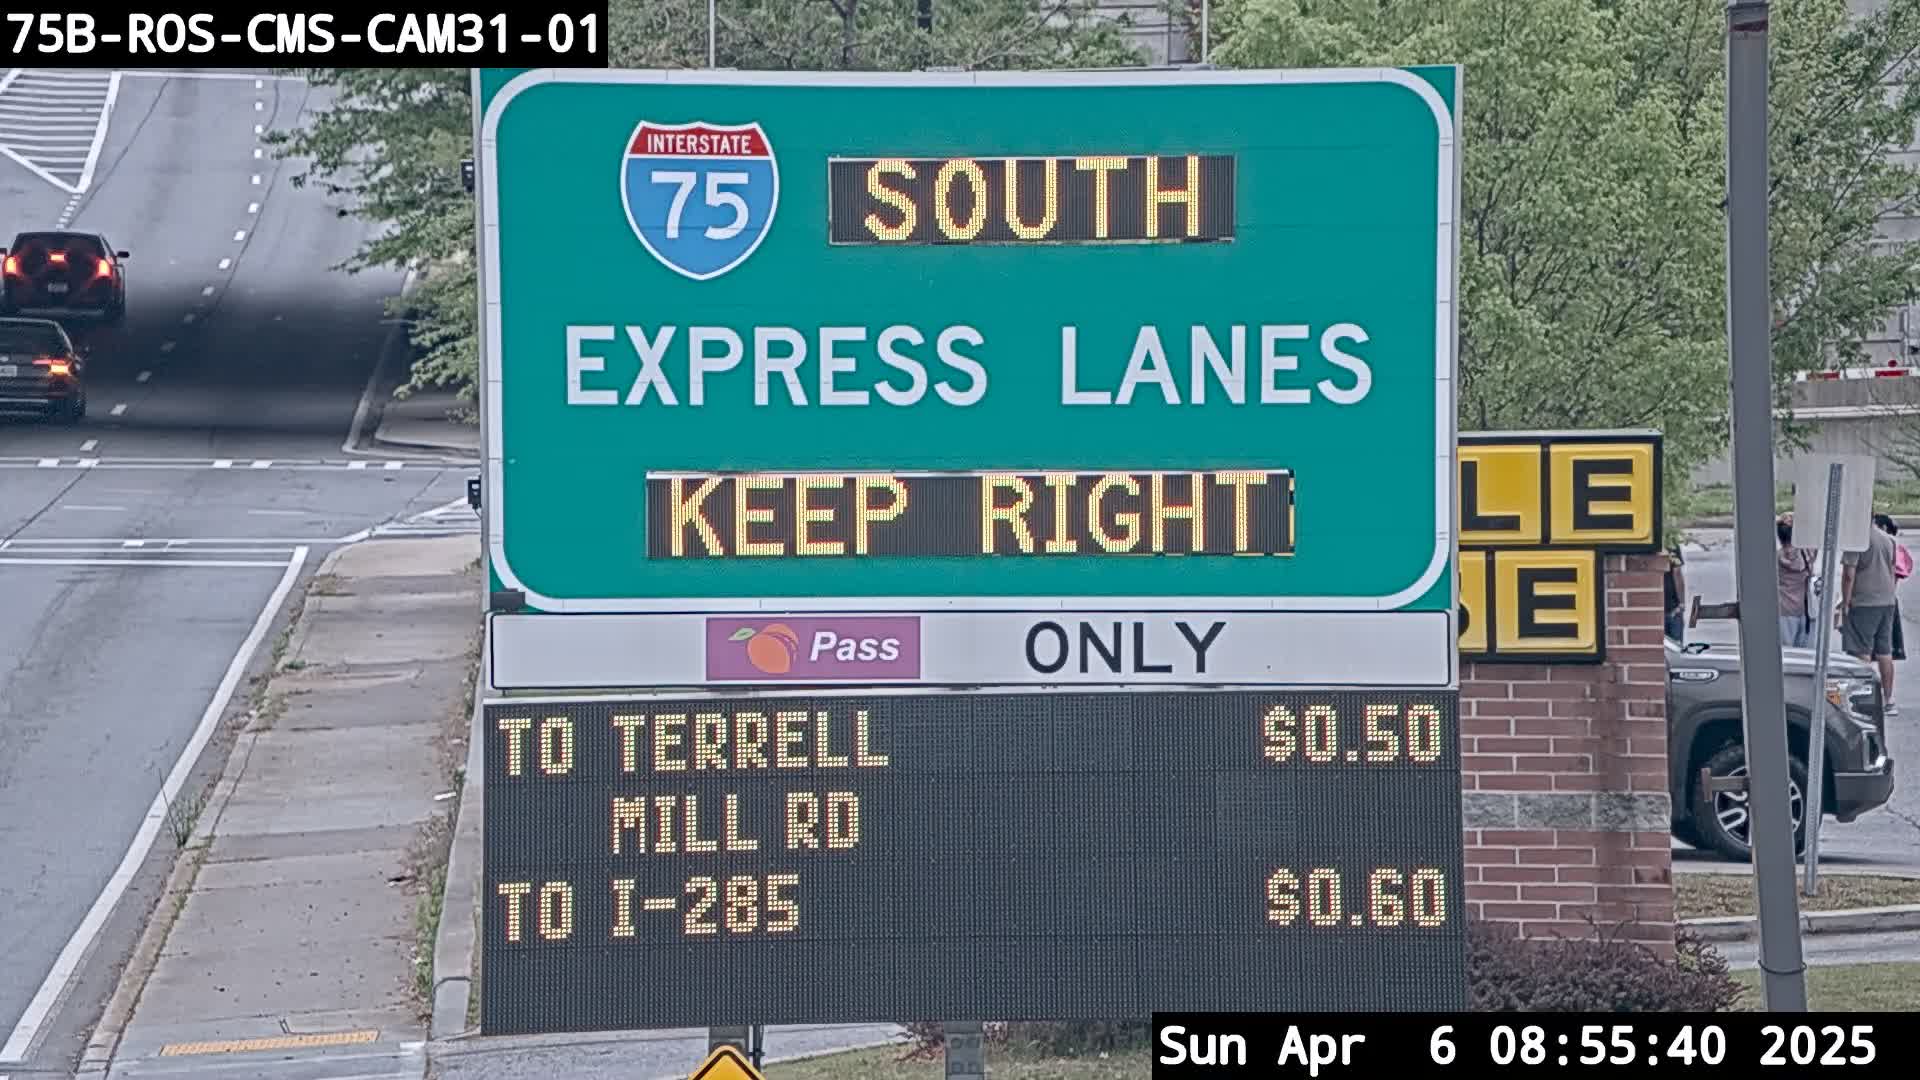 75B-ROS-CMS-CAM31-01
INTERSTATE
75
SOUTH
EXPRESS LANES
KEEP RIGHT
Pass ONLY
TO TERRELL $0.50
MILL RD
TO I-285 $0.60
LE
E
Sun Apr 6 08:55:40 2025